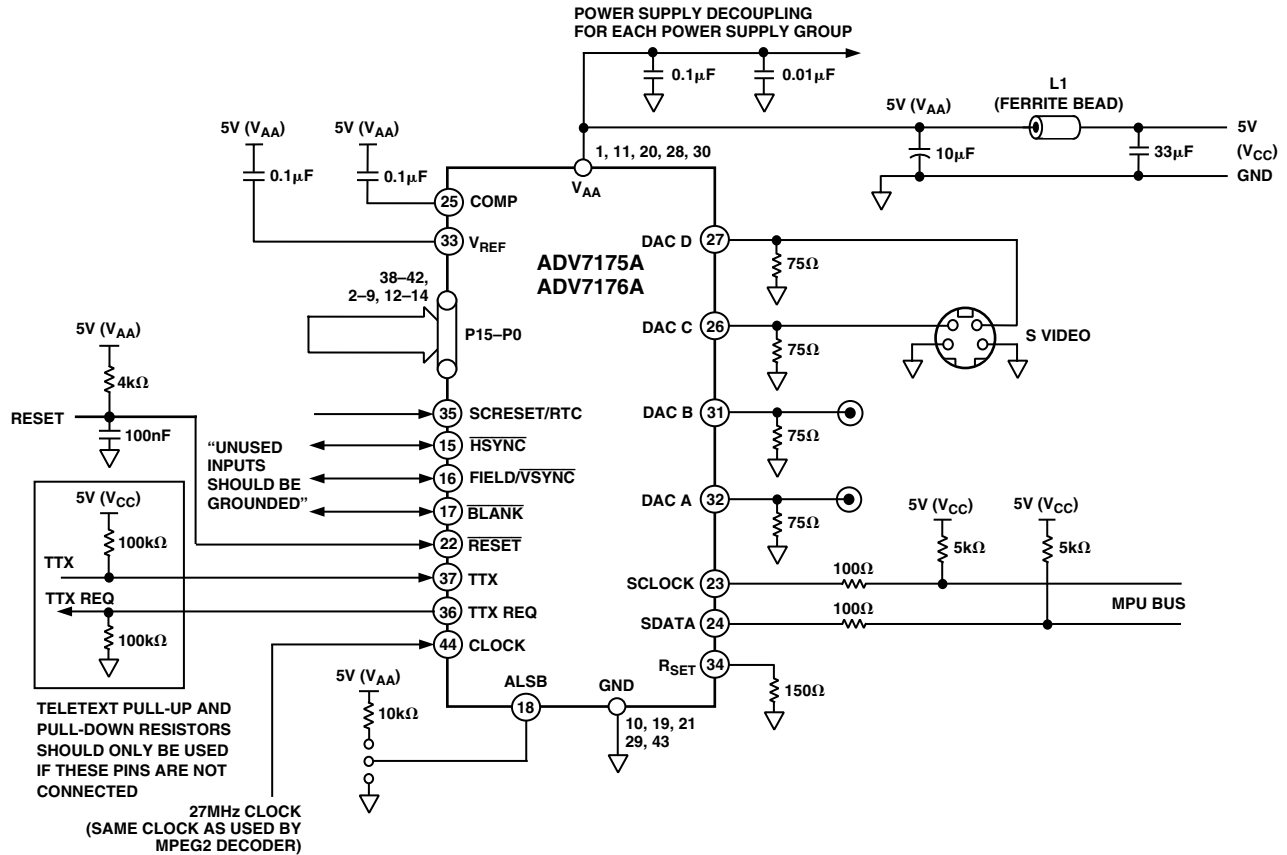 POWER SUPPLY DECOUPLING
FOR EACH POWER SUPPLY GROUP
0.1µF
0.01µF
L1
(FERRITE BEAD)
5V (VAA)
5V
(VCC)
GND
10µF
33µF
5V (VAA)
5V (VAA)
0.1µF
0.1µF
1, 11, 20, 28, 30
VAA
25 COMP
33 VREF
ADV7175A
ADV7176A
38–42,
2–9, 12–14
P15–P0
DAC D 27
75Ω
DAC C 26
75Ω
S VIDEO
DAC B 31
75Ω
DAC A 32
75Ω
5V (VAA)
4kΩ
RESET
100nF
35 SCRESET/RTC
15 HSYNC
16 FIELD/VSYNC
17 BLANK
22 RESET
37 TTX
36 TTX REQ
44 CLOCK
"UNUSED
INPUTS
SHOULD BE
GROUNDED"
5V (VCC)
100kΩ
TTX
TTX REQ
100kΩ
TELETEXT PULL-UP AND
PULL-DOWN RESISTORS
SHOULD ONLY BE USED
IF THESE PINS ARE NOT
CONNECTED
5V (VCC)
5V (VCC)
5kΩ
5kΩ
SCLOCK 23
100Ω
MPU BUS
SDATA 24
100Ω
RSET 34
150Ω
5V (VAA)
10kΩ
ALSB
18
GND
10, 19, 21
29, 43
27MHz CLOCK
(SAME CLOCK AS USED BY
MPEG2 DECODER)